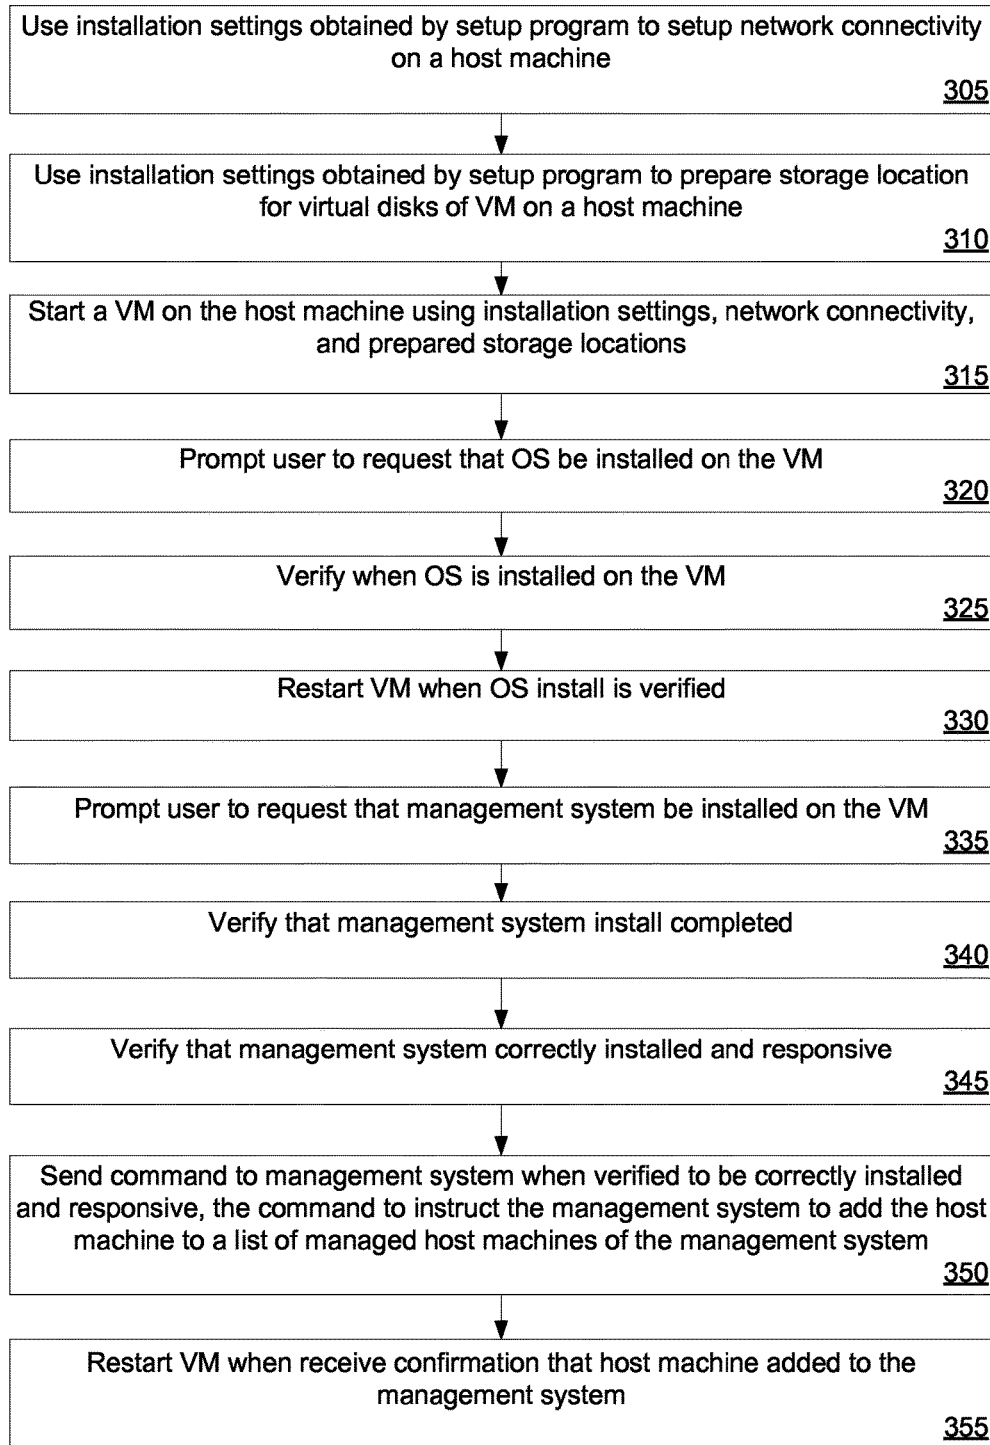 Use installation settings obtained by setup program to setup network connectivity
on a host machine
305
Use installation settings obtained by setup program to prepare storage location
for virtual disks of VM on a host machine
310
Start a VM on the host machine using installation settings, network connectivity,
and prepared storage locations
315
Prompt user to request that OS be installed on the VM
320
Verify when OS is installed on the VM
325
Restart VM when OS install is verified
330
Prompt user to request that management system be installed on the VM
335
Verify that management system install completed
340
Verify that management system correctly installed and responsive
345
Send command to management system when verified to be correctly installed
and responsive, the command to instruct the management system to add the host
machine to a list of managed host machines of the management system
350
Restart VM when receive confirmation that host machine added to the
management system
355